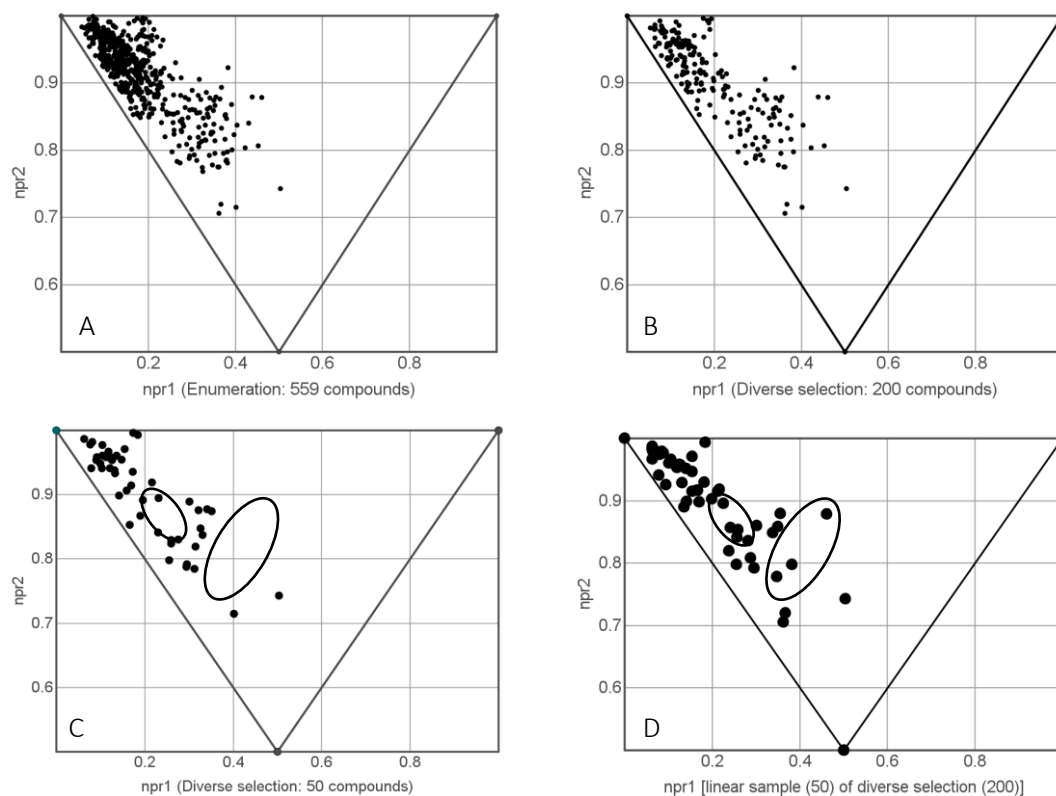 0.9
0.8
0.7
0.6
npr2
A
0.2
0.4
0.6
0.8
npr1 (Enumeration: 559 compounds)
0.9
0.8
0.7
0.6
npr2
B
0.2
0.4
0.6
0.8
npr1 (Diverse selection: 200 compounds)
0.9
0.8
0.7
0.6
npr2
C
0.2
0.4
0.6
0.8
npr1 (Diverse selection: 50 compounds)
0.9
0.8
0.7
0.6
npr2
D
0.2
0.4
0.6
0.8
npr1 [linear sample (50) of diverse selection (200)]